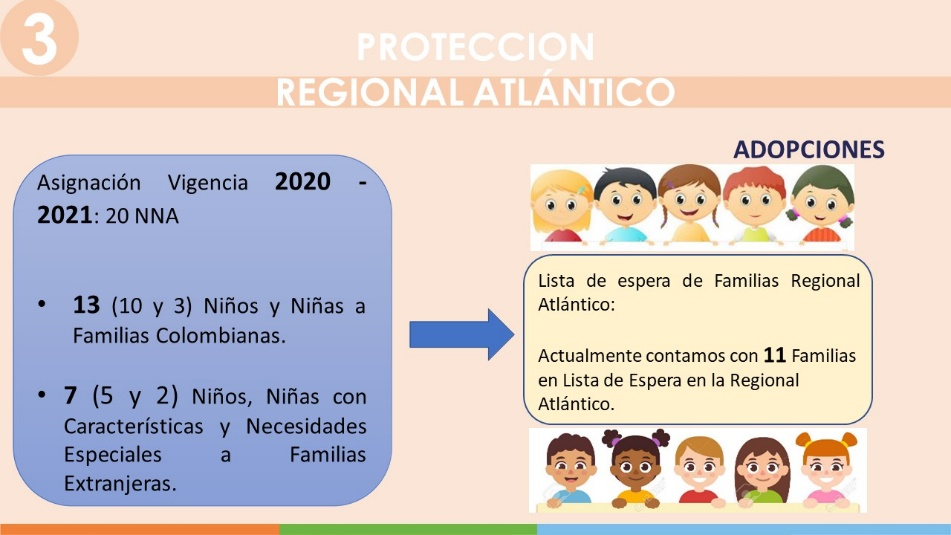 3
PROTECCION
REGIONAL ATLÁNTICO
ADOPCIONES
Asignación Vigencia 2020 -
2021: 20 NNA
• 13 (10 y 3) Niños y Niñas a
Familias Colombianas.
• 7 (5 y 2) Niños, Niñas con
Características y Necesidades
Especiales a Familias
Extranjeras.
Lista de espera de Familias Regional
Atlántico:
Actualmente contamos con 11 Familias
en Lista de Espera en la Regional
Atlántico.